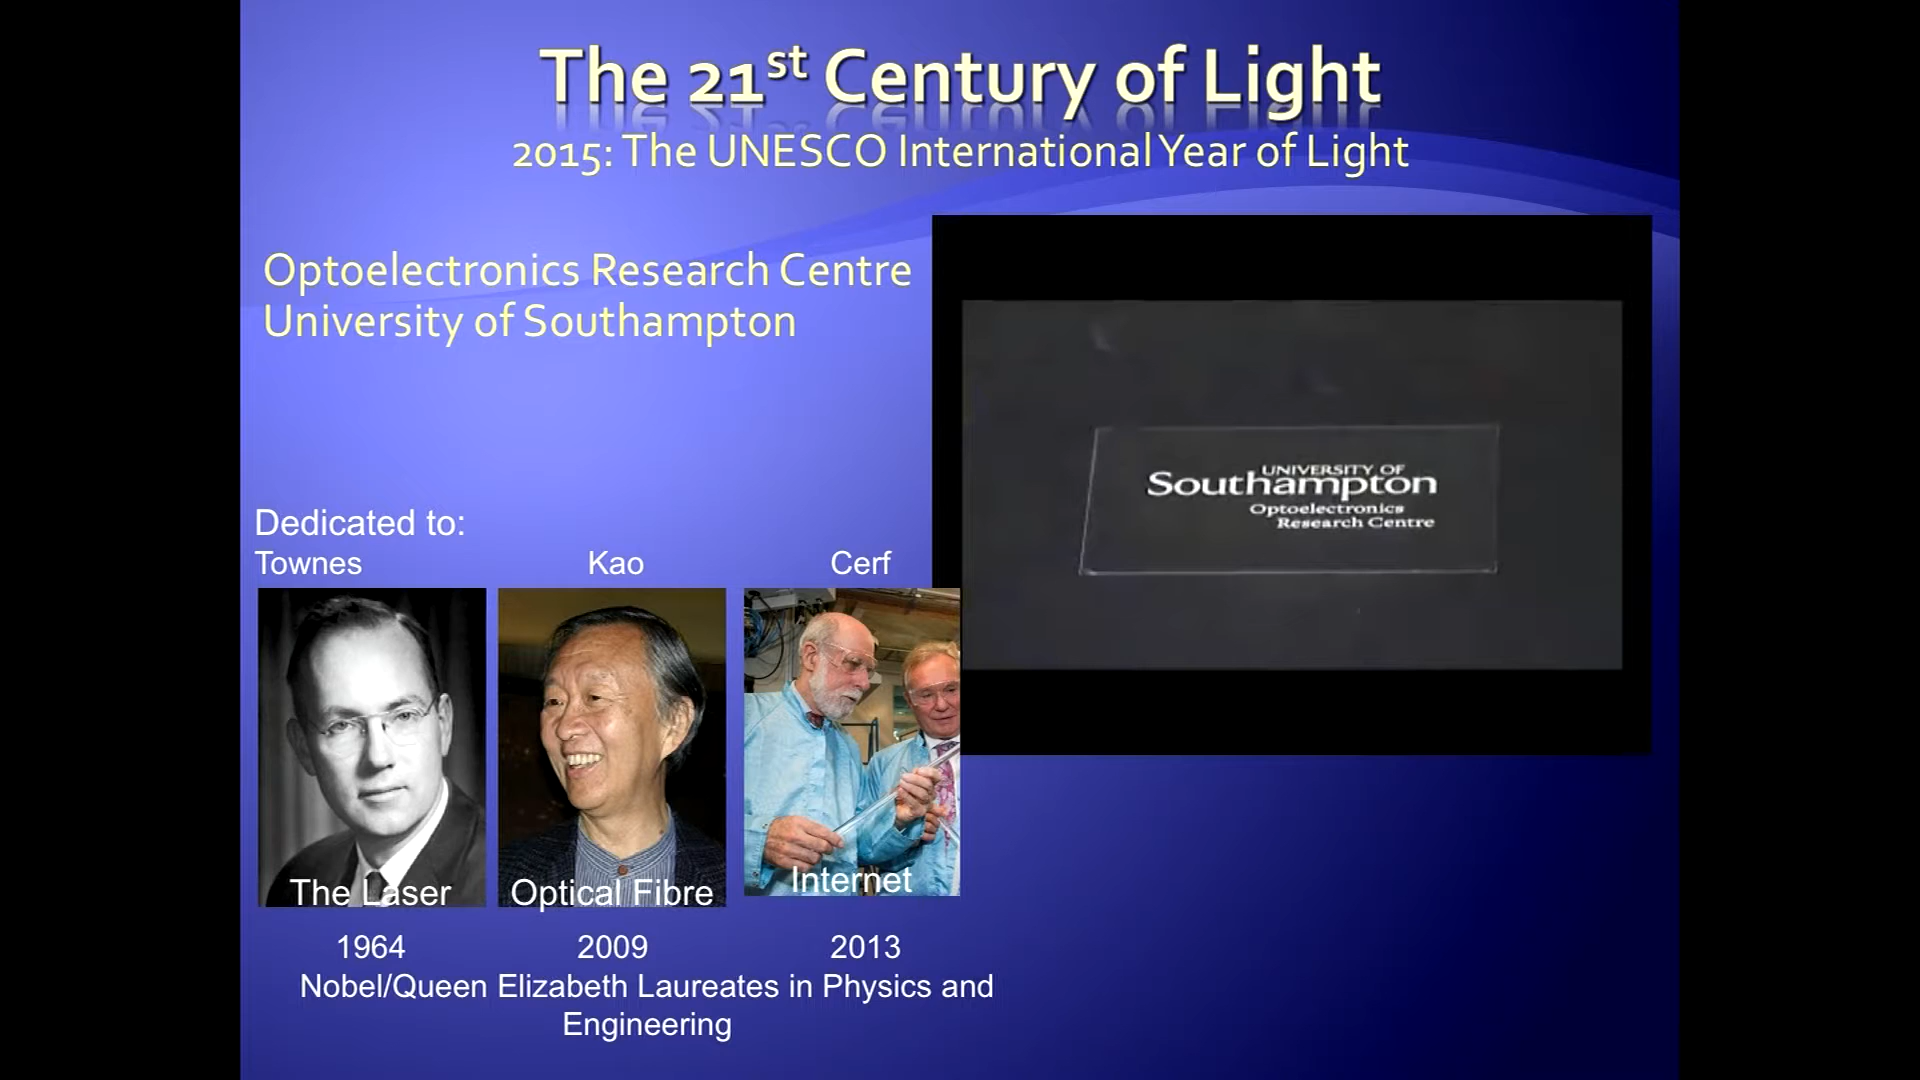 The 21st Century of Light
2015: The UNESCO International Year of Light
Optoelectronics Research Centre
University of Southampton
UNIVERSITY OF
Southampton
Optoelectronics
Research Centre
Dedicated to:
Townes Kao Cerf
The Laser Optical Fibre Internet
1964 2009 2013
Nobel/Queen Elizabeth Laureates in Physics and
Engineering